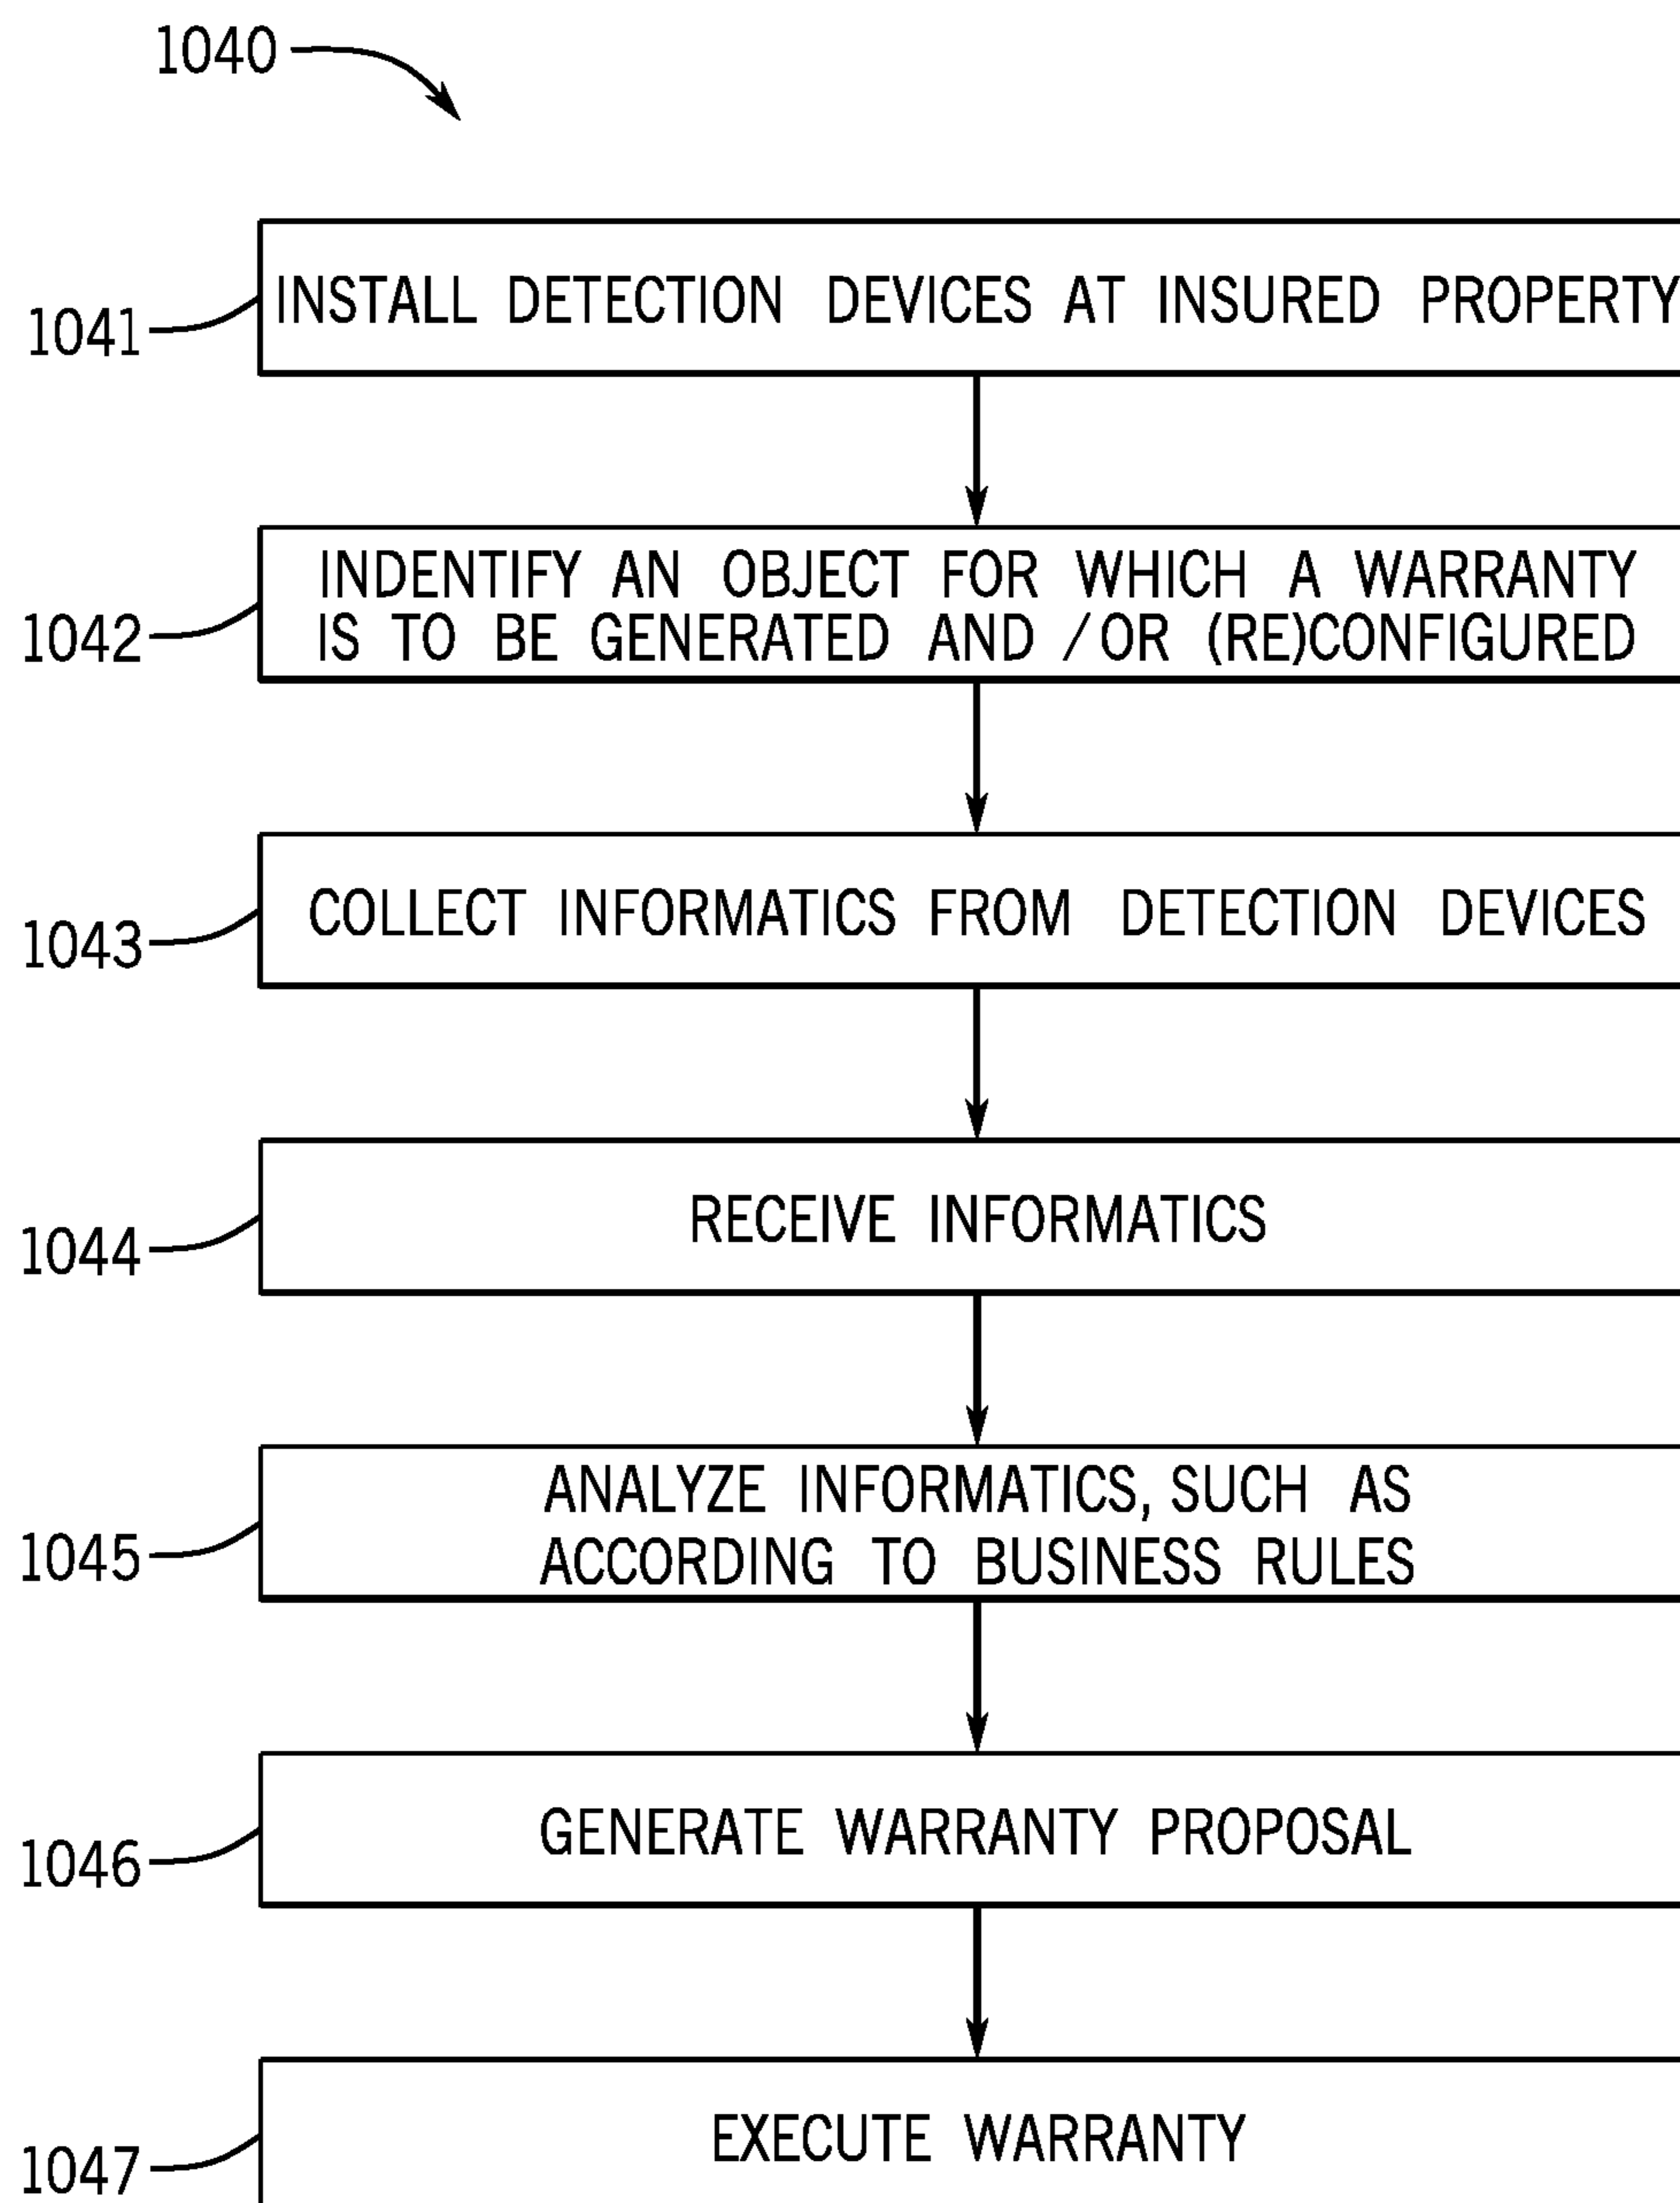 1040
1041
INSTALL DETECTION DEVICES AT INSURED PROPERTY
1042
INDENTIFY AN OBJECT FOR WHICH A WARRANTY
IS TO BE GENERATED AND /OR (RE)CONFIGURED
1043
COLLECT INFORMATICS FROM DETECTION DEVICES
1044
RECEIVE INFORMATICS
1045
ANALYZE INFORMATICS, SUCH AS
ACCORDING TO BUSINESS RULES
1046
GENERATE WARRANTY PROPOSAL
1047
EXECUTE WARRANTY